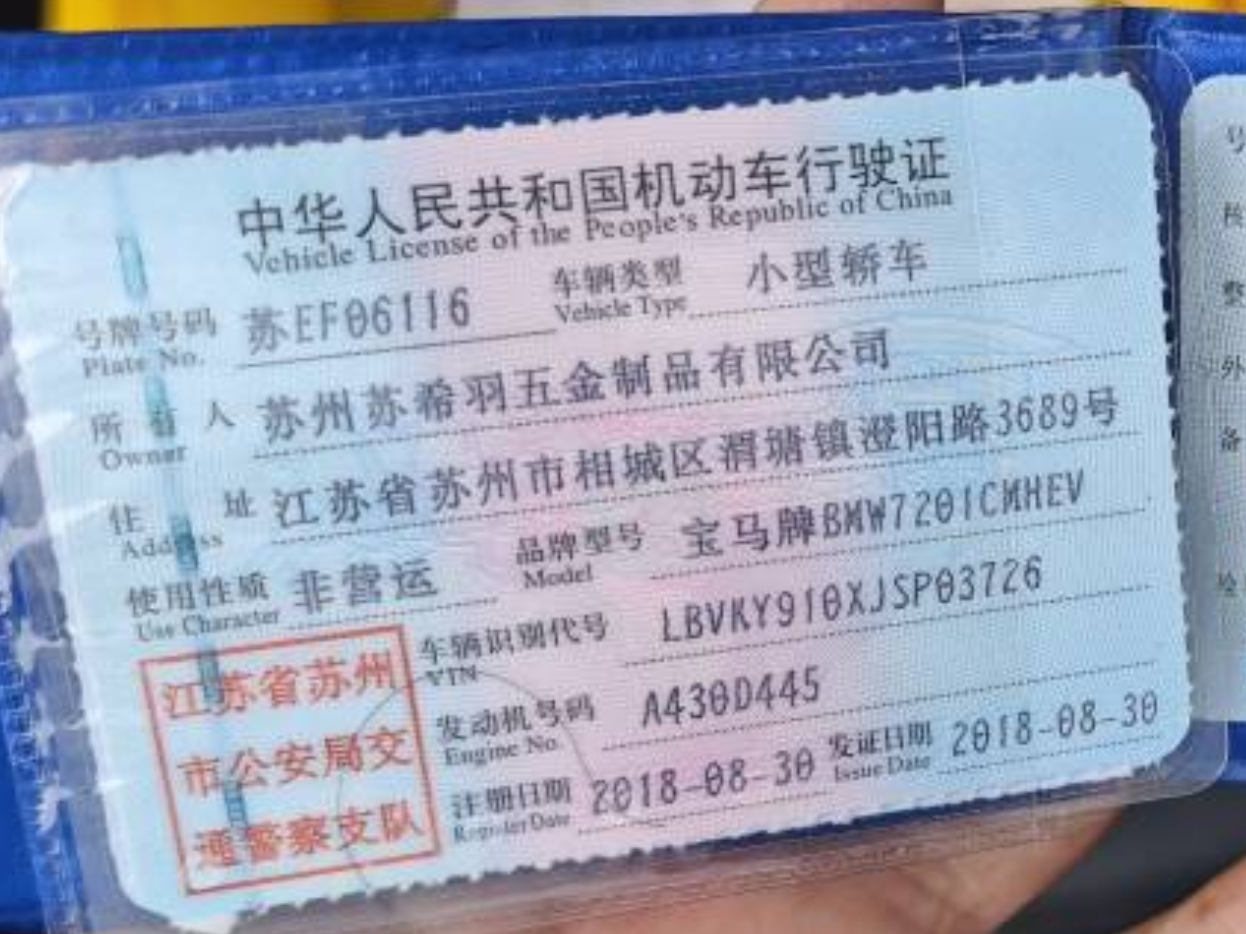 中华人民共和国机动车行驶证
Vehicle License of the People's Republic of China
号牌号码 苏EF06116 车辆类型 小型轿车
Plate No. Vehicle Type
所有人 苏州苏希羽五金制品有限公司
Owner
住址 江苏省苏州市相城区渭塘镇澄阳路3689号
Address
使用性质 非营运 品牌型号 宝马牌BMW7201CMHEV
Use Character Model
车辆识别代号 LBVKY910XJSP03726
VIN
发动机号码 A430D445
Engine No.
注册日期 2018-08-30 发证日期 2018-08-30
Register Date Issue Date
江苏省苏州
市公安局交
通警察支队
号
核
整
外
备